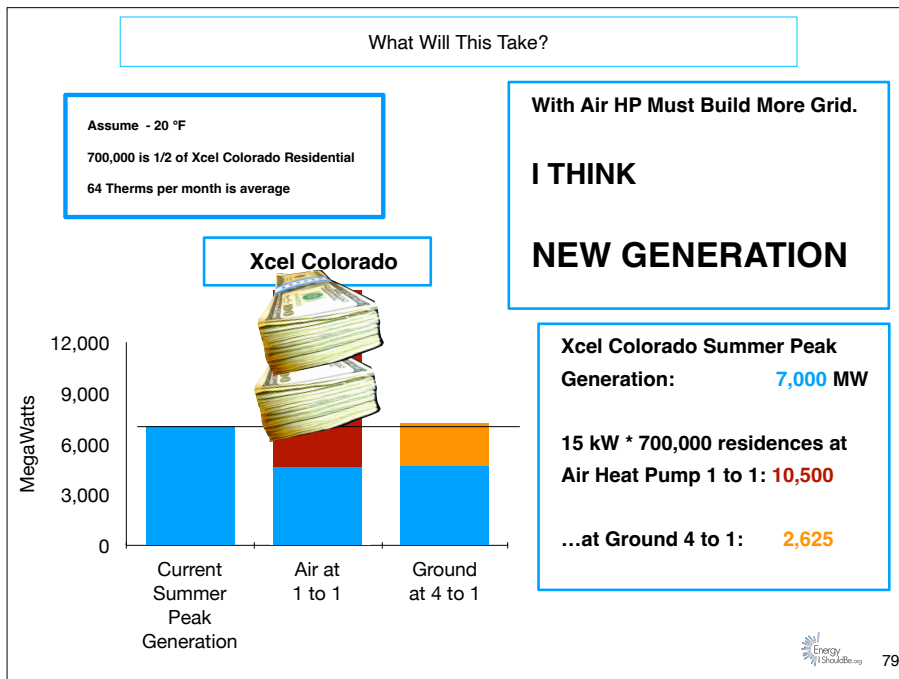 What Will This Take?
Assume - 20 °F
700,000 is 1/2 of Xcel Colorado Residential
64 Therms per month is average
With Air HP Must Build More Grid.
I THINK
NEW GENERATION
Xcel Colorado
12,000
9,000
6,000
3,000
0
MegaWatts
Current
Summer
Peak
Generation
Air at
1 to 1
Ground
at 4 to 1
Xcel Colorado Summer Peak
Generation: 7,000 MW
15 kW * 700,000 residences at
Air Heat Pump 1 to 1: 10,500
…at Ground 4 to 1: 2,625
Energy
IShouldBe.org
79